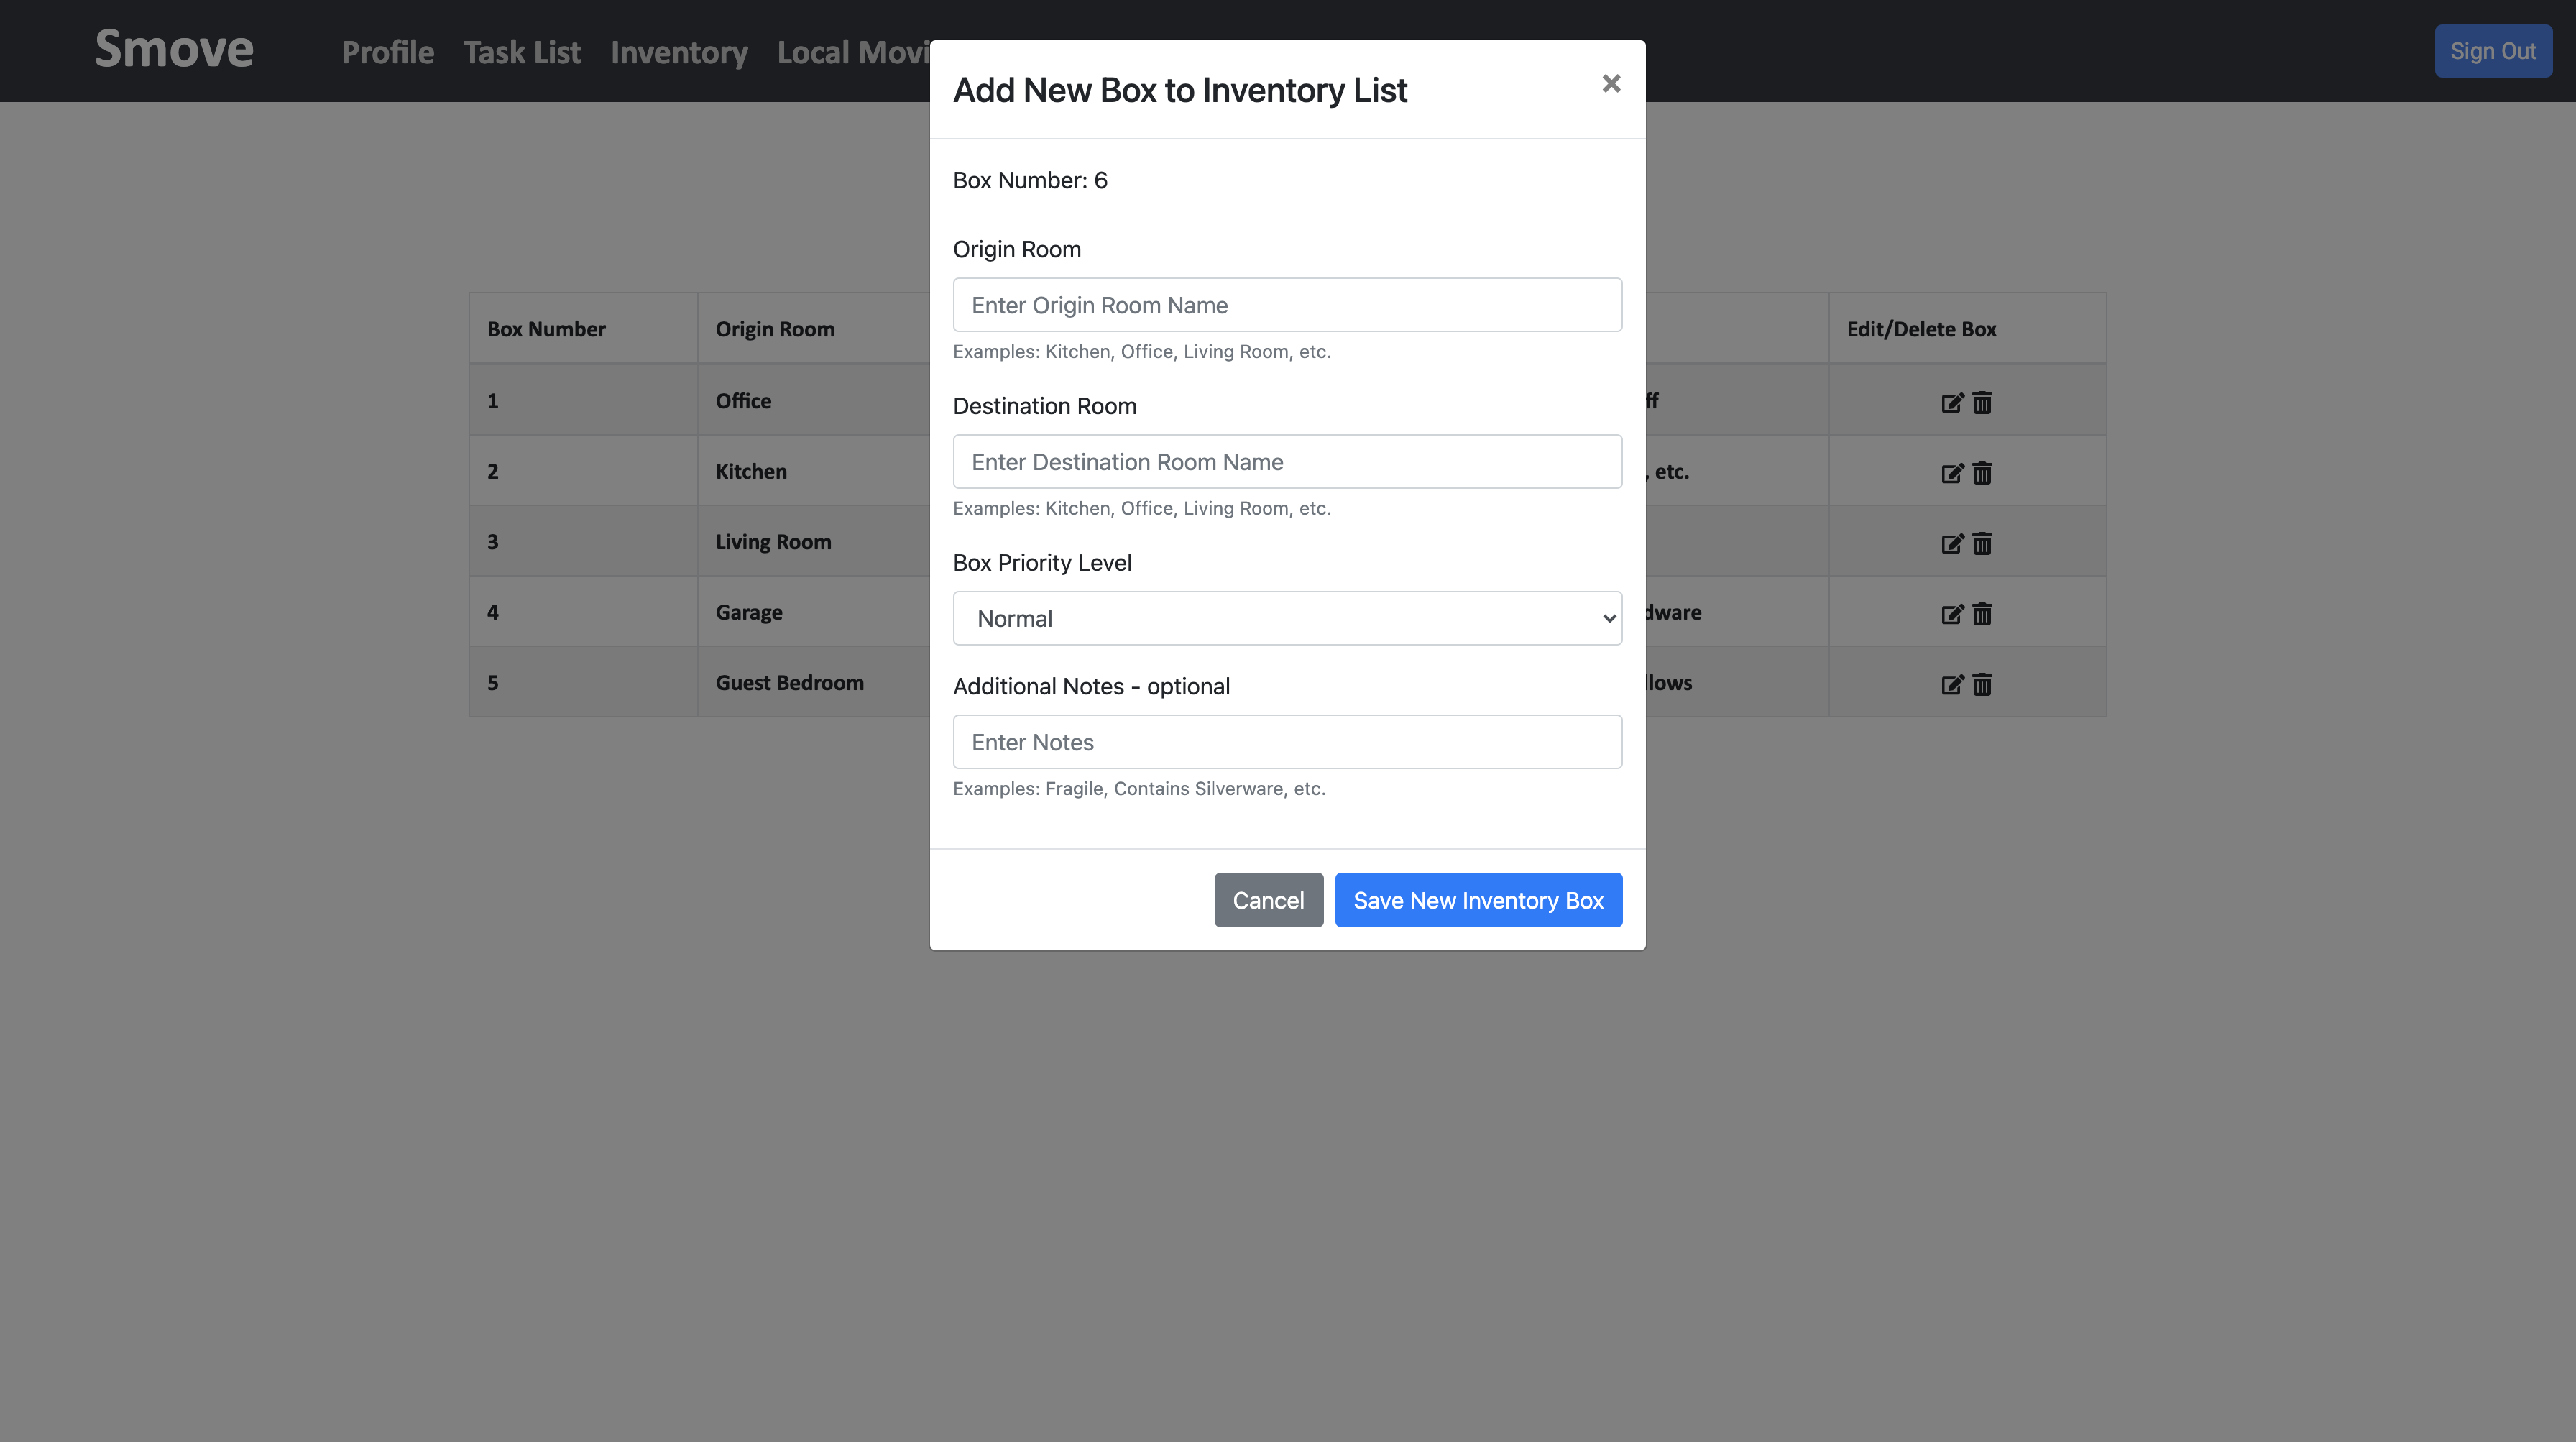 Smove
Profile Task List Inventory Local
Sign Out
Add New Box to Inventory List
×
Box Number: 6
Origin Room
Enter Origin Room Name
Examples: Kitchen, Office, Living Room, etc.
Destination Room
Enter Destination Room Name
Examples: Kitchen, Office, Living Room, etc.
Box Priority Level
Normal
Additional Notes - optional
Enter Notes
Examples: Fragile, Contains Silverware, etc.
Cancel Save New Inventory Box
Box Number Origin Room Edit/Delete Box
1 Office
2 Kitchen , etc.
3 Living Room
4 Garage
5 Guest Bedroom